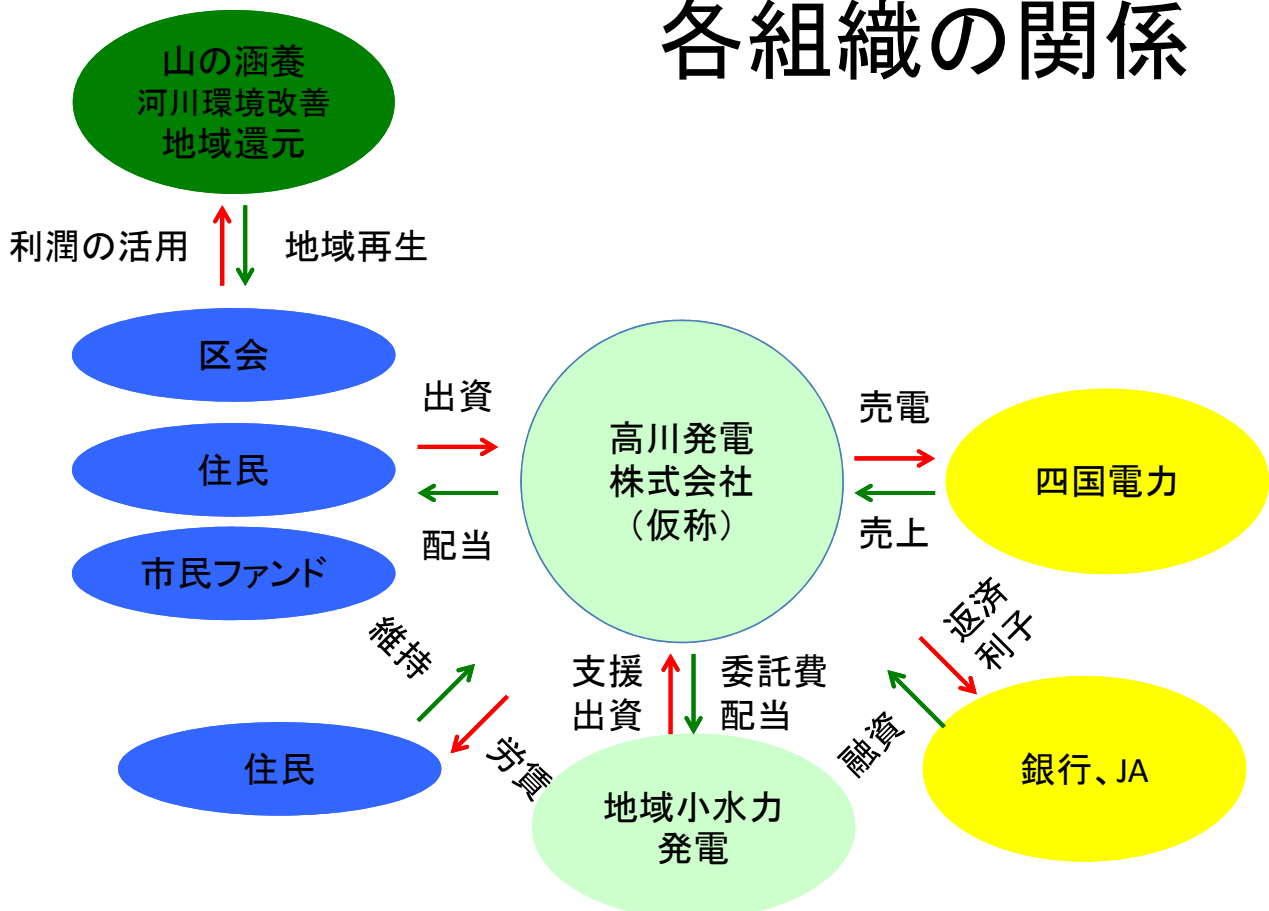 各組織の関係
山の涵養
河川環境改善
地域還元
利潤の活用
地域再生
区会
住民
市民ファンド
出資
配当
高川発電
株式会社
（仮称）
売電
売上
四国電力
維持
労賃
住民
支援
出資
委託費
配当
地域小水力
発電
返済
利子
融資
銀行、JA